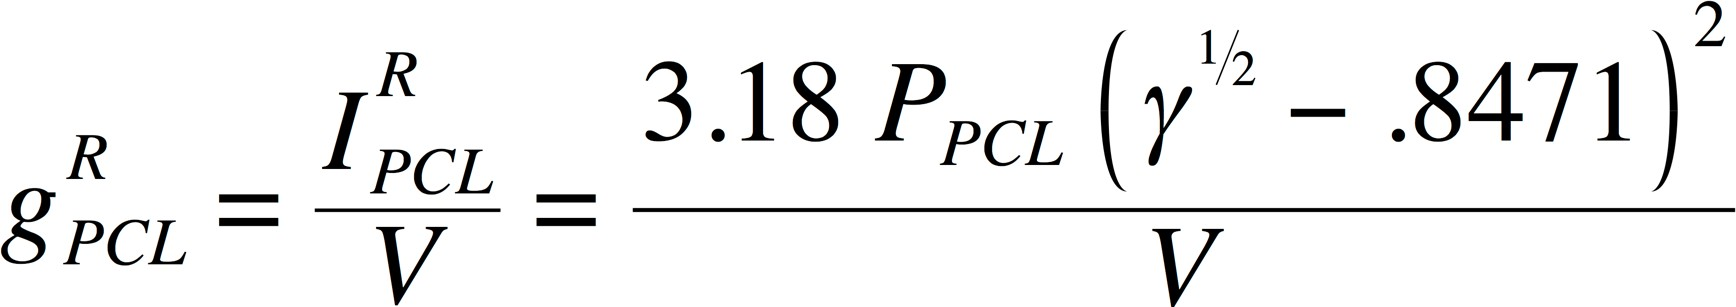 g^R_PCL = I^R_PCL / V = 3.18 P_PCL (γ^1/2 − .8471)^2 / V